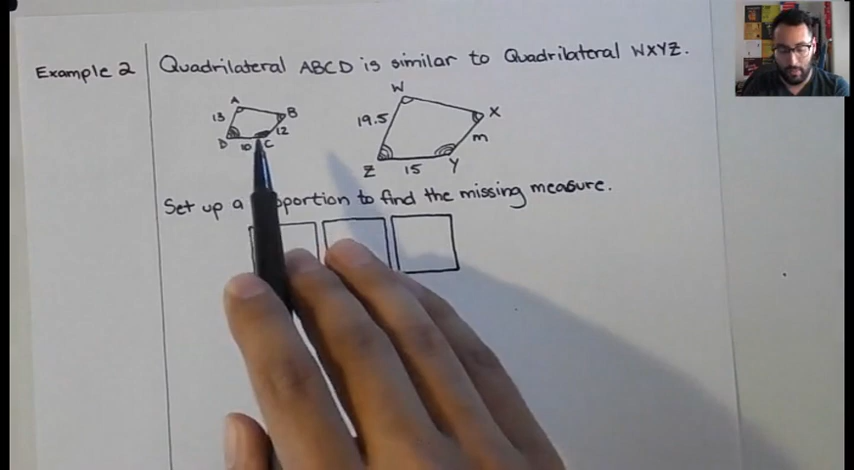 Example 2
Quadrilateral ABCD is similar to Quadrilateral WXYZ.
A
B
13
12
D
10
C
W
19.5
X
m
Z
15
Y
Set up a proportion to find the missing measure.